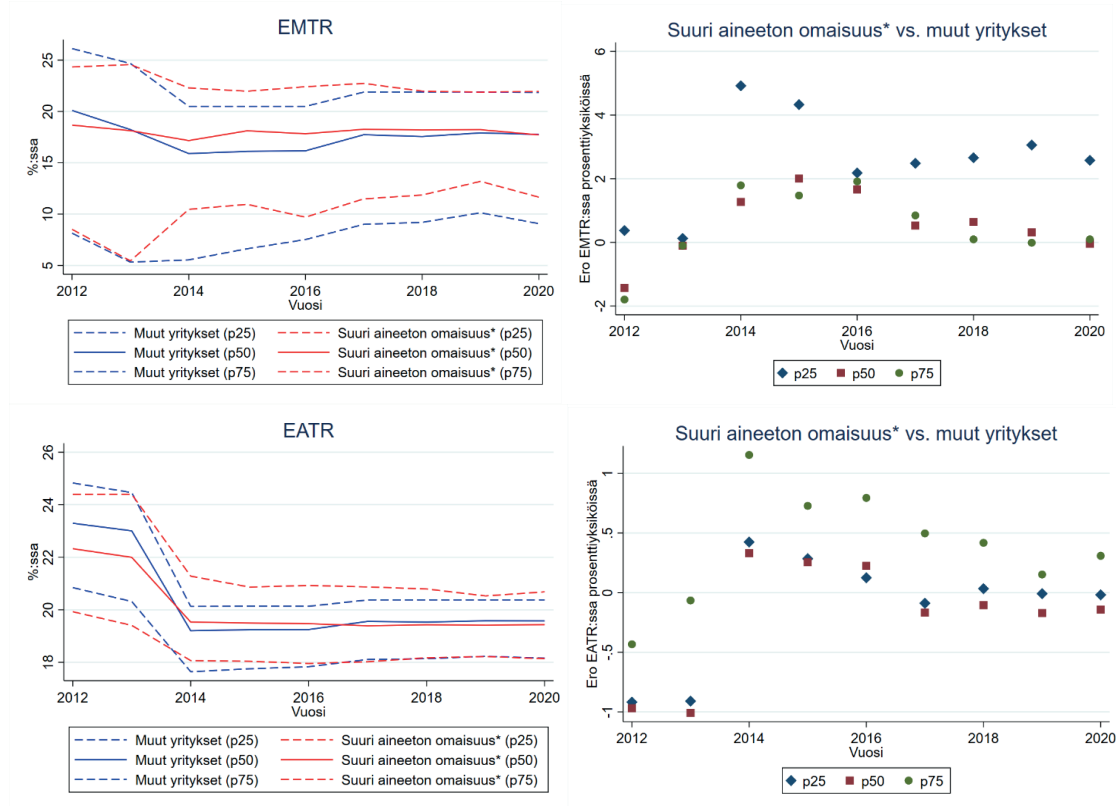 EMTR
%:ssa
25
20
15
10
5
2012 2014 2016 2018 2020
Vuosi
Muut yritykset (p25) Suuri aineeton omaisuus* (p25)
Muut yritykset (p50) Suuri aineeton omaisuus* (p50)
Muut yritykset (p75) Suuri aineeton omaisuus* (p75)
Suuri aineeton omaisuus* vs. muut yritykset
Ero EMTR:ssa prosenttiyksiköissä
6
4
2
0
-2
2012 2014 2016 2018 2020
Vuosi
p25 p50 p75
EATR
%:ssa
26
24
22
20
18
2012 2014 2016 2018 2020
Vuosi
Muut yritykset (p25) Suuri aineeton omaisuus* (p25)
Muut yritykset (p50) Suuri aineeton omaisuus* (p50)
Muut yritykset (p75) Suuri aineeton omaisuus* (p75)
Suuri aineeton omaisuus* vs. muut yritykset
Ero EATR:ssa prosenttiyksiköissä
1
.5
0
-.5
-1
2012 2014 2016 2018 2020
Vuosi
p25 p50 p75